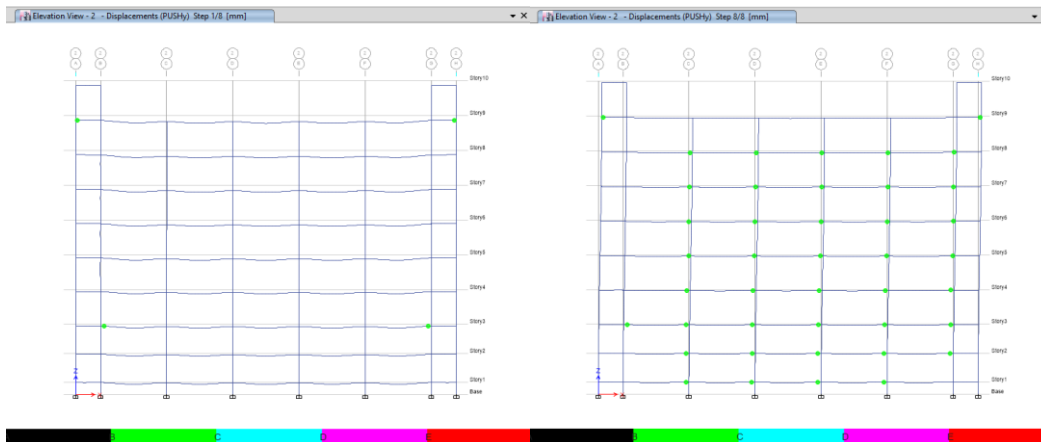 Elevation View - 2 - Displacements (PUSHy) Step 1/8 [mm]
Elevation View - 2 - Displacements (PUSHy) Step 8/8 [mm]
Story10
Story8
Story7
Story6
Story5
Story4
Story3
Story2
Story1
Base
Z
B
C
D
E
Story10
Story9
Story8
Story7
Story6
Story5
Story4
Story3
Story2
Story1
Base
Z
B
C
D
E